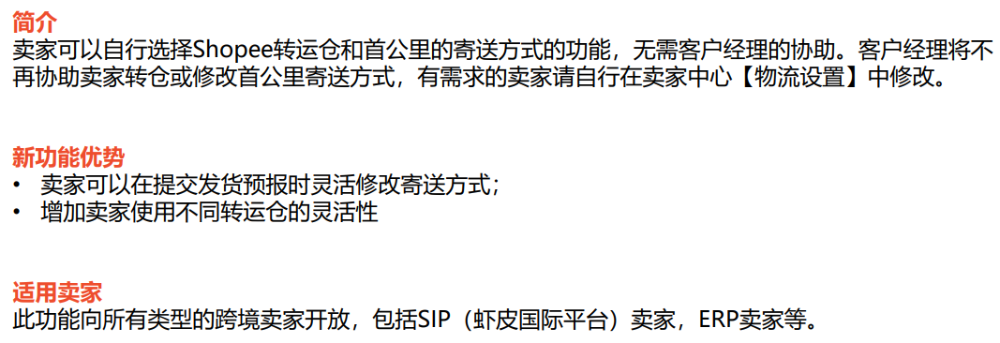 简介
卖家可以自行选择Shopee转运仓和首公里的寄送方式的功能，无需客户经理的协助。客户经理将不
再协助卖家转仓或修改首公里寄送方式，有需求的卖家请自行在卖家中心【物流设置】中修改。
新功能优势
• 卖家可以在提交发货预报时灵活修改寄送方式；
• 增加卖家使用不同转运仓的灵活性
适用卖家
此功能向所有类型的跨境卖家开放，包括SIP（虾皮国际平台）卖家，ERP卖家等。